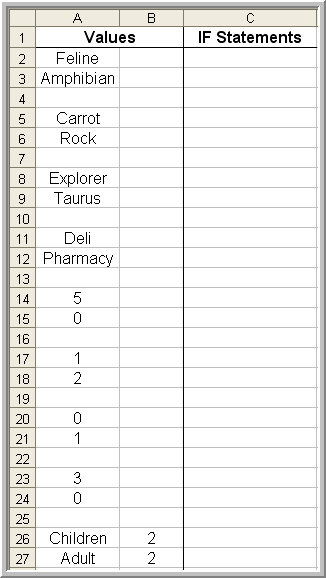 A B C
1 Values IF Statements
2 Feline
3 Amphibian
4
5 Carrot
6 Rock
7
8 Explorer
9 Taurus
10
11 Deli
12 Pharmacy
13
14 5
15 0
16
17 1
18 2
19
20 0
21 1
22
23 3
24 0
25
26 Children 2
27 Adult 2